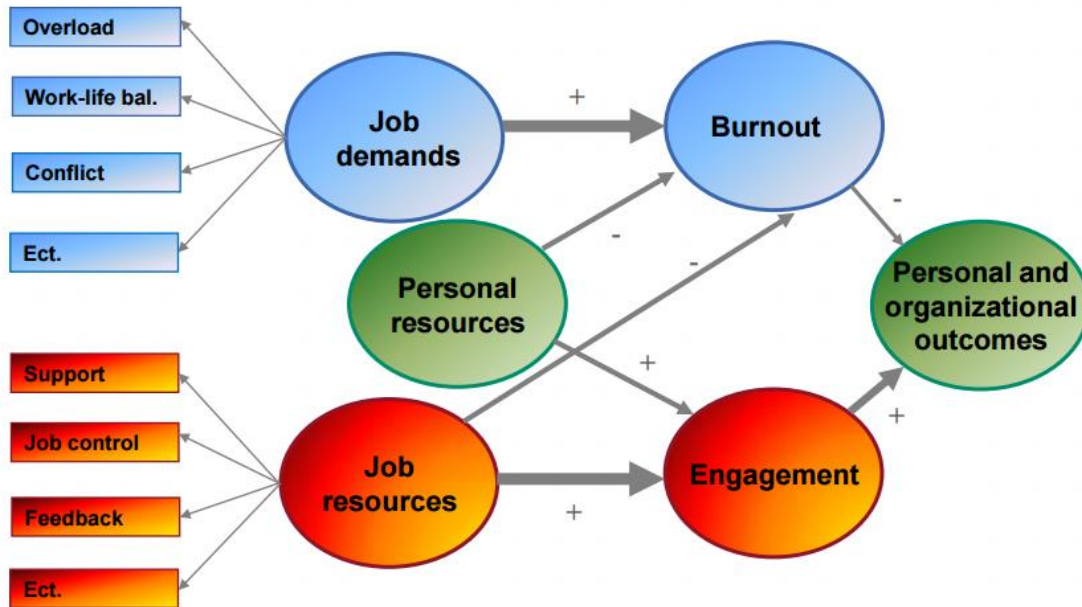 Overload
Work-life bal.
Conflict
Ect.
Support
Job control
Feedback
Ect.
Job
demands
Personal
resources
Job
resources
+
-
-
+
+
Burnout
Engagement
-
+
Personal and
organizational
outcomes